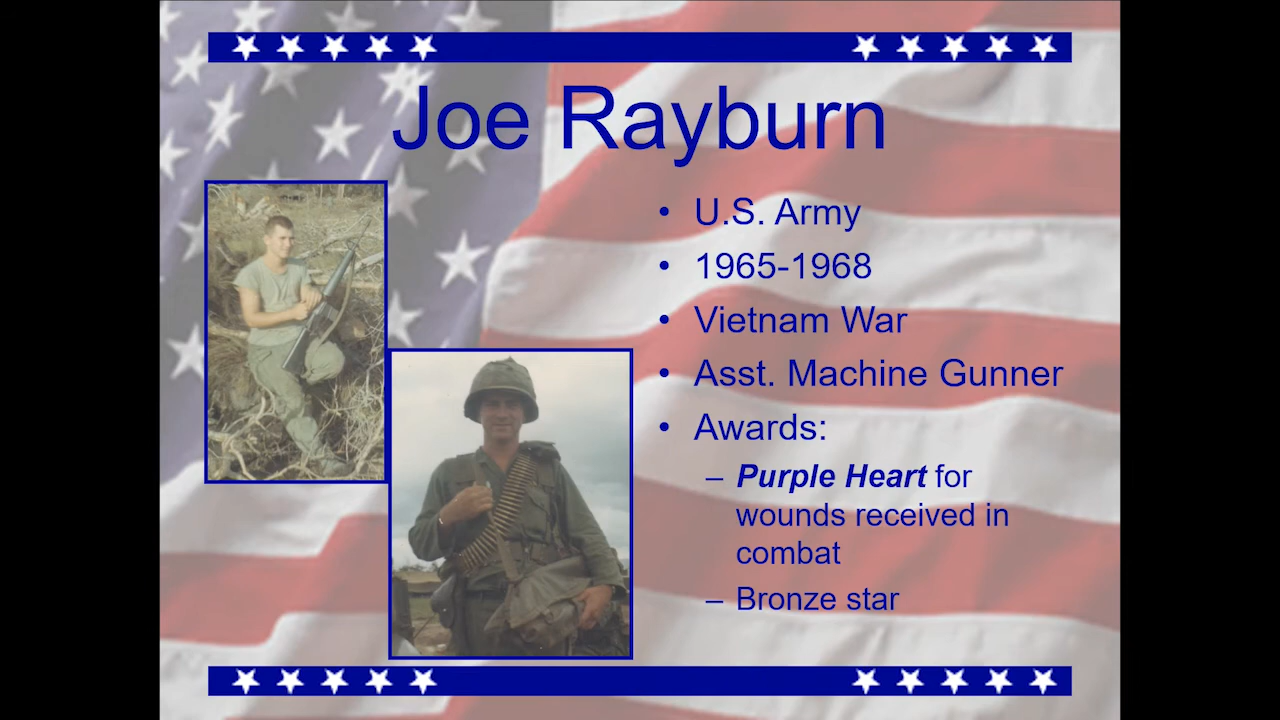 Joe Rayburn
• U.S. Army
• 1965-1968
• Vietnam War
• Asst. Machine Gunner
• Awards:
– Purple Heart for
wounds received in
combat
– Bronze star